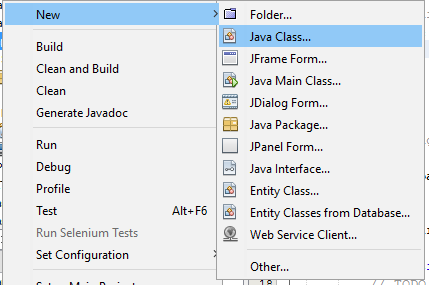 New
Build
Clean and Build
Clean
Generate Javadoc
Run
Debug
Profile
Test Alt+F6
Run Selenium Tests
Set Configuration
Folder...
Java Class...
JFrame Form...
Java Main Class...
JDialog Form...
Java Package...
JPanel Form...
Java Interface...
Entity Class...
Entity Classes from Database...
Web Service Client...
Other...
18 // TODO